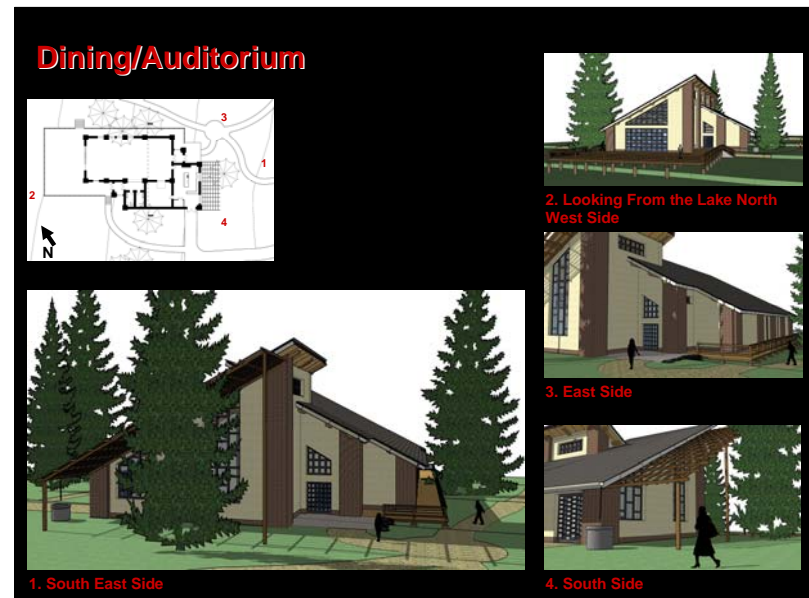 Dining/Auditorium
3
1
2
4
N
2. Looking From the Lake North
West Side
3. East Side
1. South East Side
4. South Side